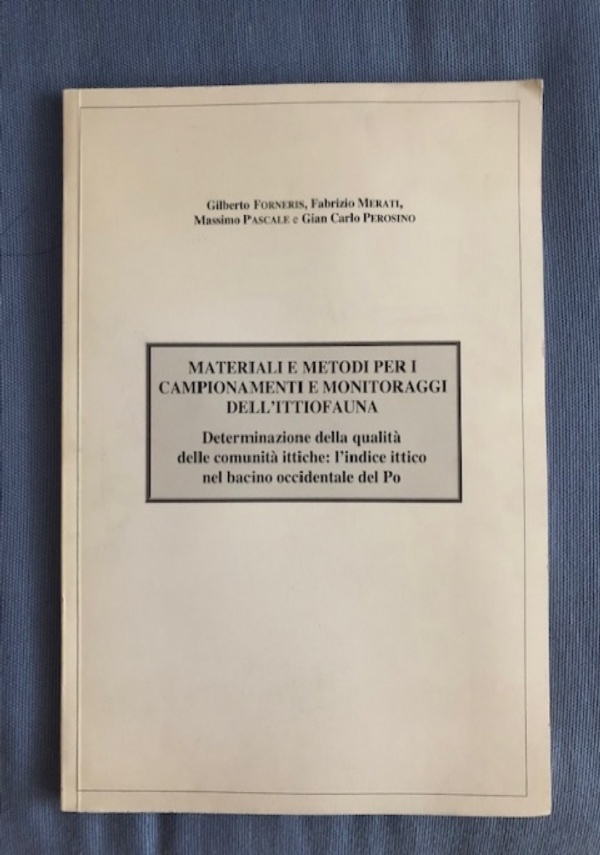 Gilberto FORNERIS, Fabrizio MERATI,
Massimo PASCALE e Gian Carlo PEROSINO
MATERIALI E METODI PER I
CAMPIONAMENTI E MONITORAGGI
DELL'ITTIOFAUNA
Determinazione della qualità
delle comunità ittiche: l'indice ittico
nel bacino occidentale del Po